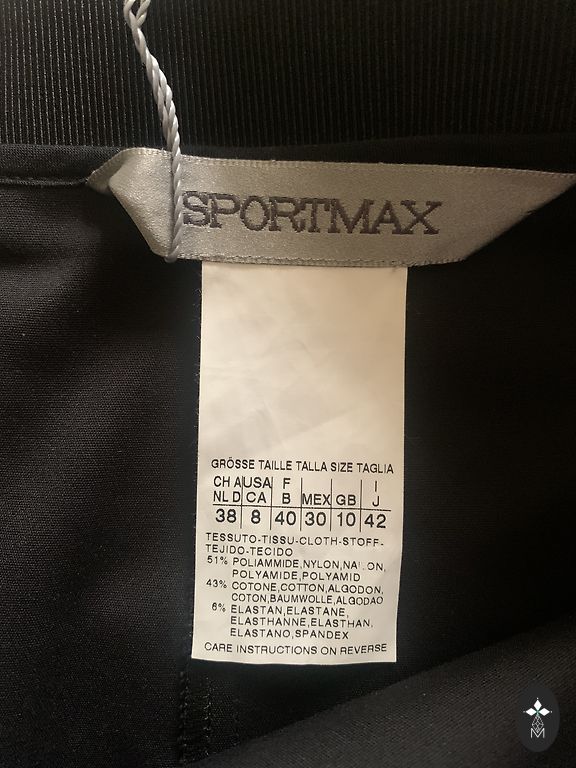 SPORTMAX
GRÖSSE TAILLE TALLA SIZE TAGLIA
CH A USA F I
NL D CA B MEX GB J
38 8 40 30 10 42
TESSUTO-TISSU-CLOTH-STOFF-
TEJIDO-TECIDO
51% POLIAMMIDE,NYLON,
POLYAMIDE,POLYAMID
43% COTONE,COTTON,ALGODON,
COTON,BAUMWOLLE,ALGODAO
6% ELASTAN,ELASTANE,
ELASTHANNE,ELASTHAN,
ELASTANO,SPANDEX
CARE INSTRUCTIONS ON REVERSE
M